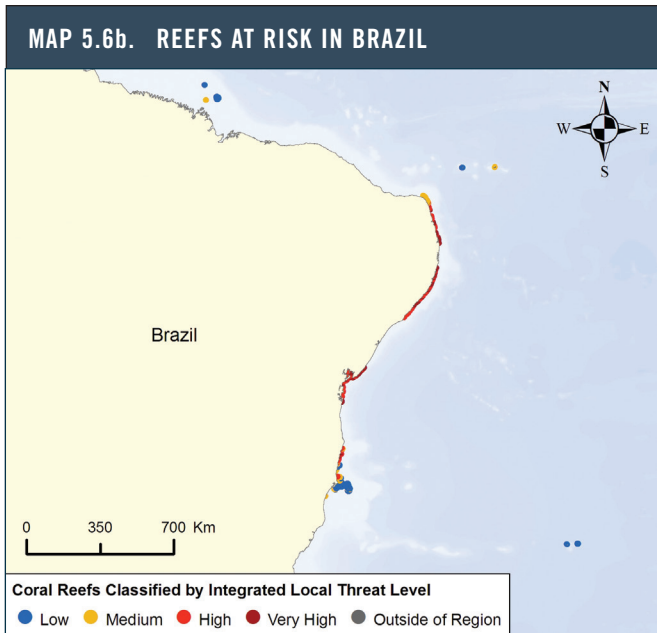 MAP 5.6b. REEFS AT RISK IN BRAZIL
N
W E
S
Brazil
0 350 700 Km
Coral Reefs Classified by Integrated Local Threat Level
Low Medium High Very High Outside of Region